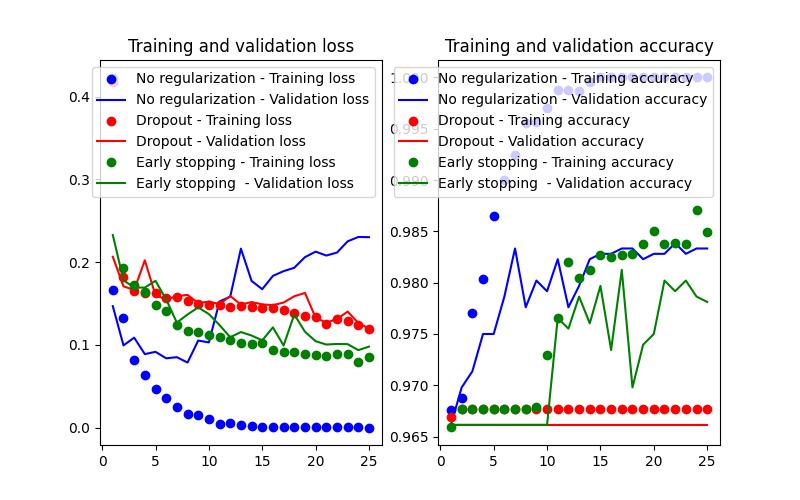 Training and validation loss
No regularization - Training loss
No regularization - Validation loss
Dropout - Training loss
Dropout - Validation loss
Early stopping - Training loss
Early stopping  - Validation loss
0.4
0.3
0.2
0.1
0.0
0
5
10
15
20
25
Training and validation accuracy
No regularization - Training accuracy
No regularization - Validation accuracy
Dropout - Training accuracy
Dropout - Validation accuracy
Early stopping - Training accuracy
Early stopping  - Validation accuracy
1.000
0.995
0.990
0.985
0.980
0.975
0.970
0.965
0
5
10
15
20
25